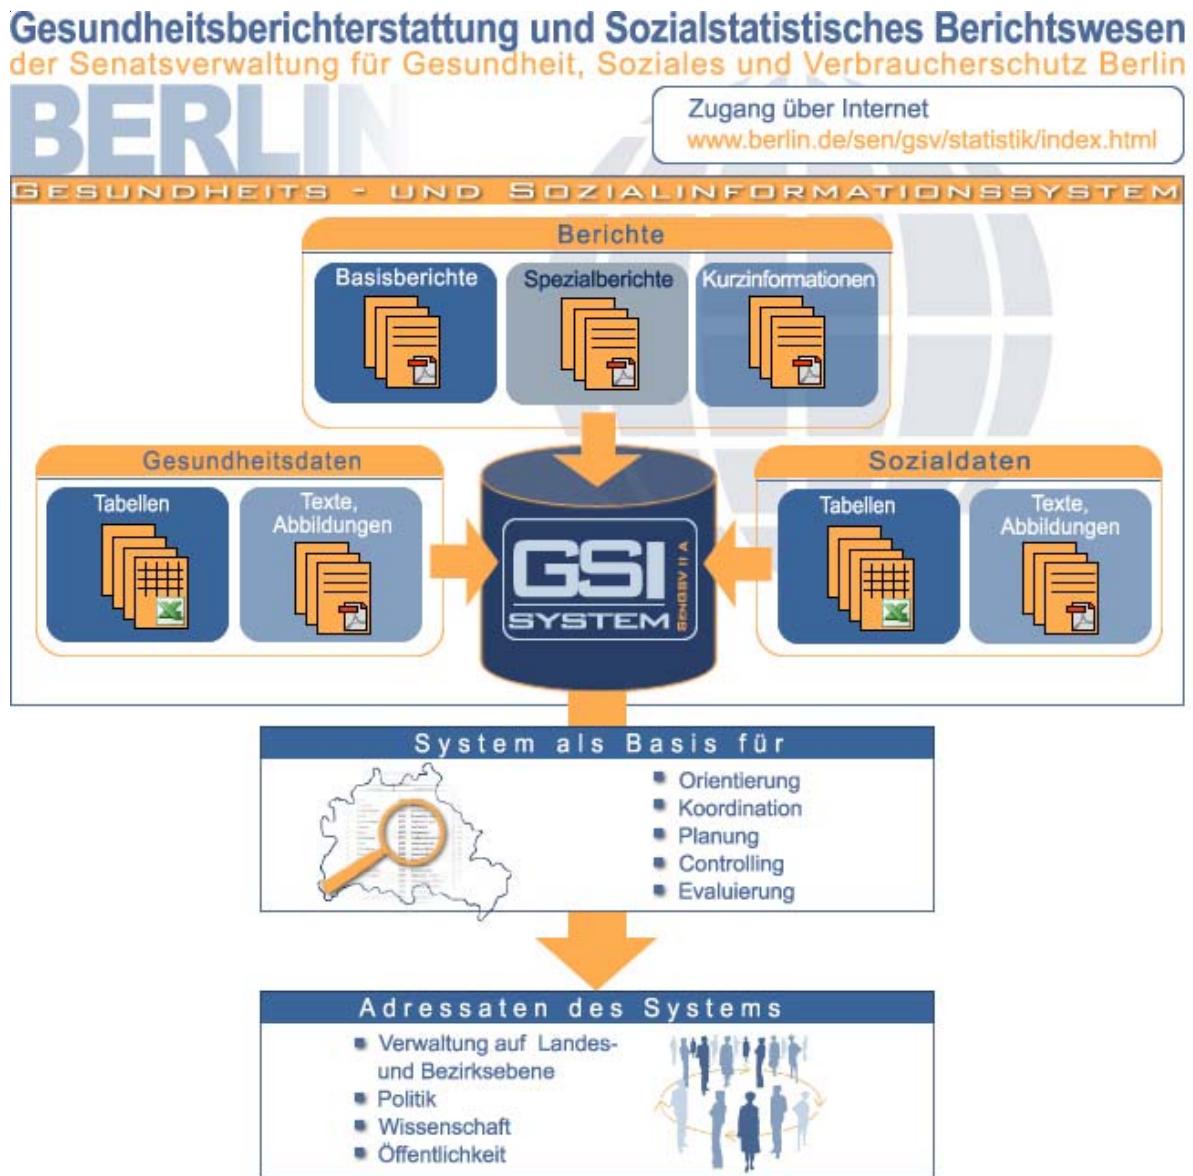 Gesundheitsberichterstattung und Sozialstatistisches Berichtswesen
der Senatsverwaltung für Gesundheit, Soziales und Verbraucherschutz Berlin
BERLIN
Zugang über Internet
www.berlin.de/sen/gsv/statistik/index.html
GESUNDHEITS - UND SOZIALINFORMATIONSSYSTEM
Berichte
Basisberichte
Spezialberichte
Kurzinformationen
Gesundheitsdaten
Tabellen
Texte,
Abbildungen
GSI
SYSTEM
SENGSV II A
Sozialdaten
Tabellen
Texte,
Abbildungen
System als Basis für
Orientierung
Koordination
Planung
Controlling
Evaluierung
Adressaten des Systems
Verwaltung auf Landes-
und Bezirksebene
Politik
Wissenschaft
Öffentlichkeit